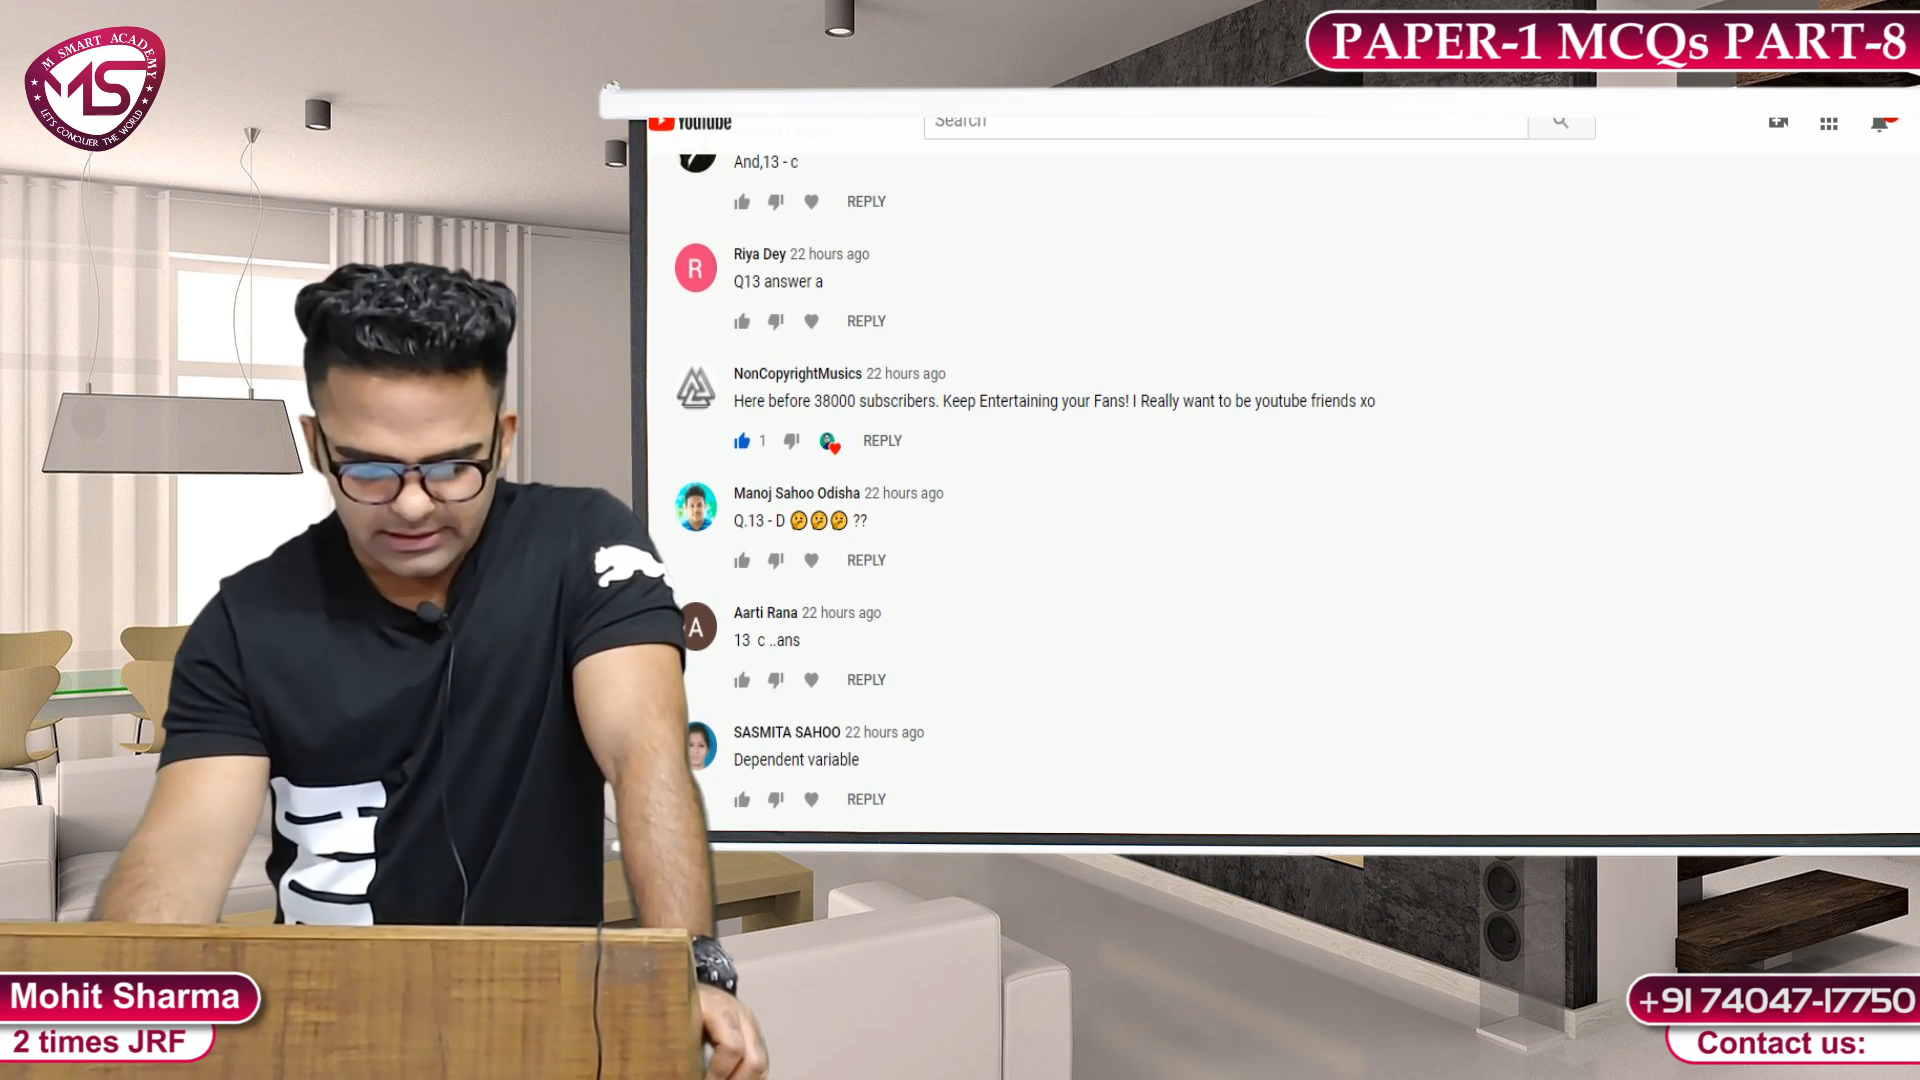 M SMART ACADEMY
MS
LET'S CONQUER THE WORLD
PAPER-1 MCQs PART-8
YouTube
Search
And,13 - c
REPLY
Riya Dey 22 hours ago
R
Q13 answer a
REPLY
NonCopyrightMusics 22 hours ago
Here before 38000 subscribers. Keep Entertaining your Fans! I Really want to be youtube friends xo
1 REPLY
Manoj Sahoo Odisha 22 hours ago
Q.13 - D 🤔🤔🤔 ??
REPLY
Aarti Rana 22 hours ago
A
13 c ..ans
REPLY
SASMITA SAHOO 22 hours ago
Dependent variable
REPLY
Mohit Sharma
2 times JRF
+91 74047-17750
Contact us: